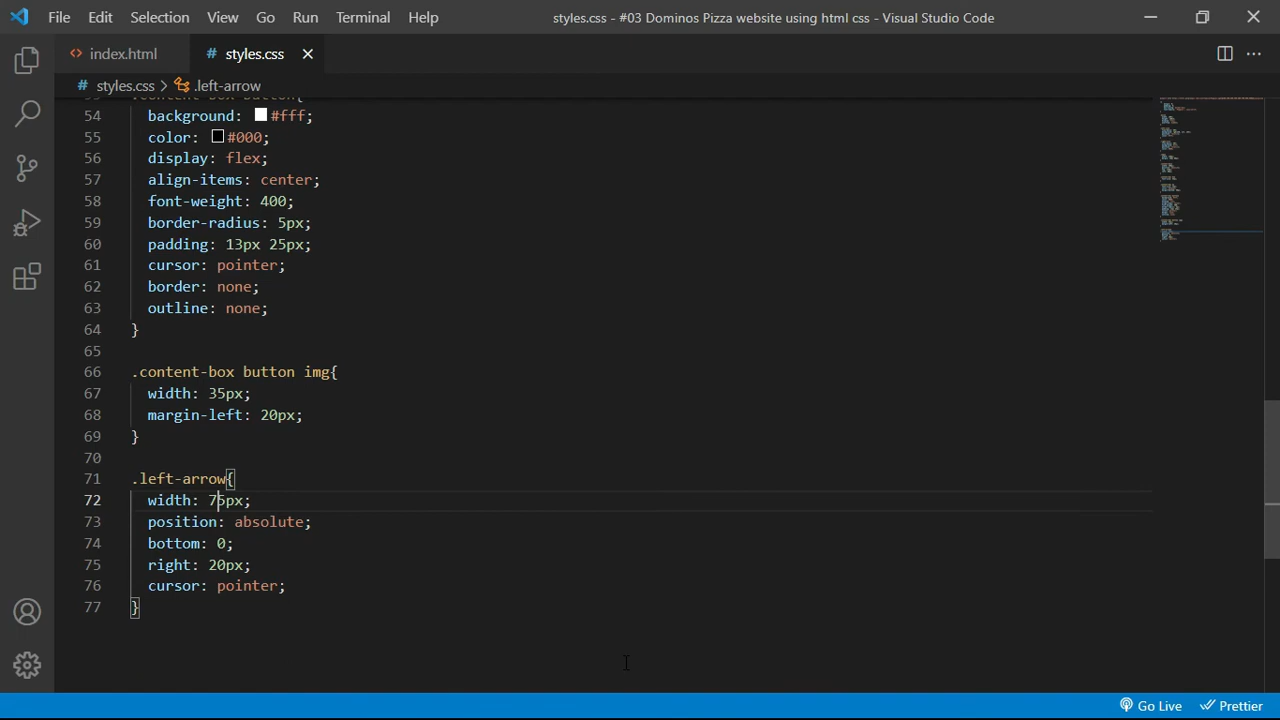 File Edit Selection View Go Run Terminal Help styles.css - #03 Dominos Pizza website using html css - Visual Studio Code
<> index.html # styles.css ×
# styles.css > .left-arrow
53 .content-box button{
54 background: #fff;
55 color: #000;
56 display: flex;
57 align-items: center;
58 font-weight: 400;
59 border-radius: 5px;
60 padding: 13px 25px;
61 cursor: pointer;
62 border: none;
63 outline: none;
64 }
65
66 .content-box button img{
67 width: 35px;
68 margin-left: 20px;
69 }
70
71 .left-arrow{
72 width: 75px;
73 position: absolute;
74 bottom: 0;
75 right: 20px;
76 cursor: pointer;
77 }
Go Live Prettier